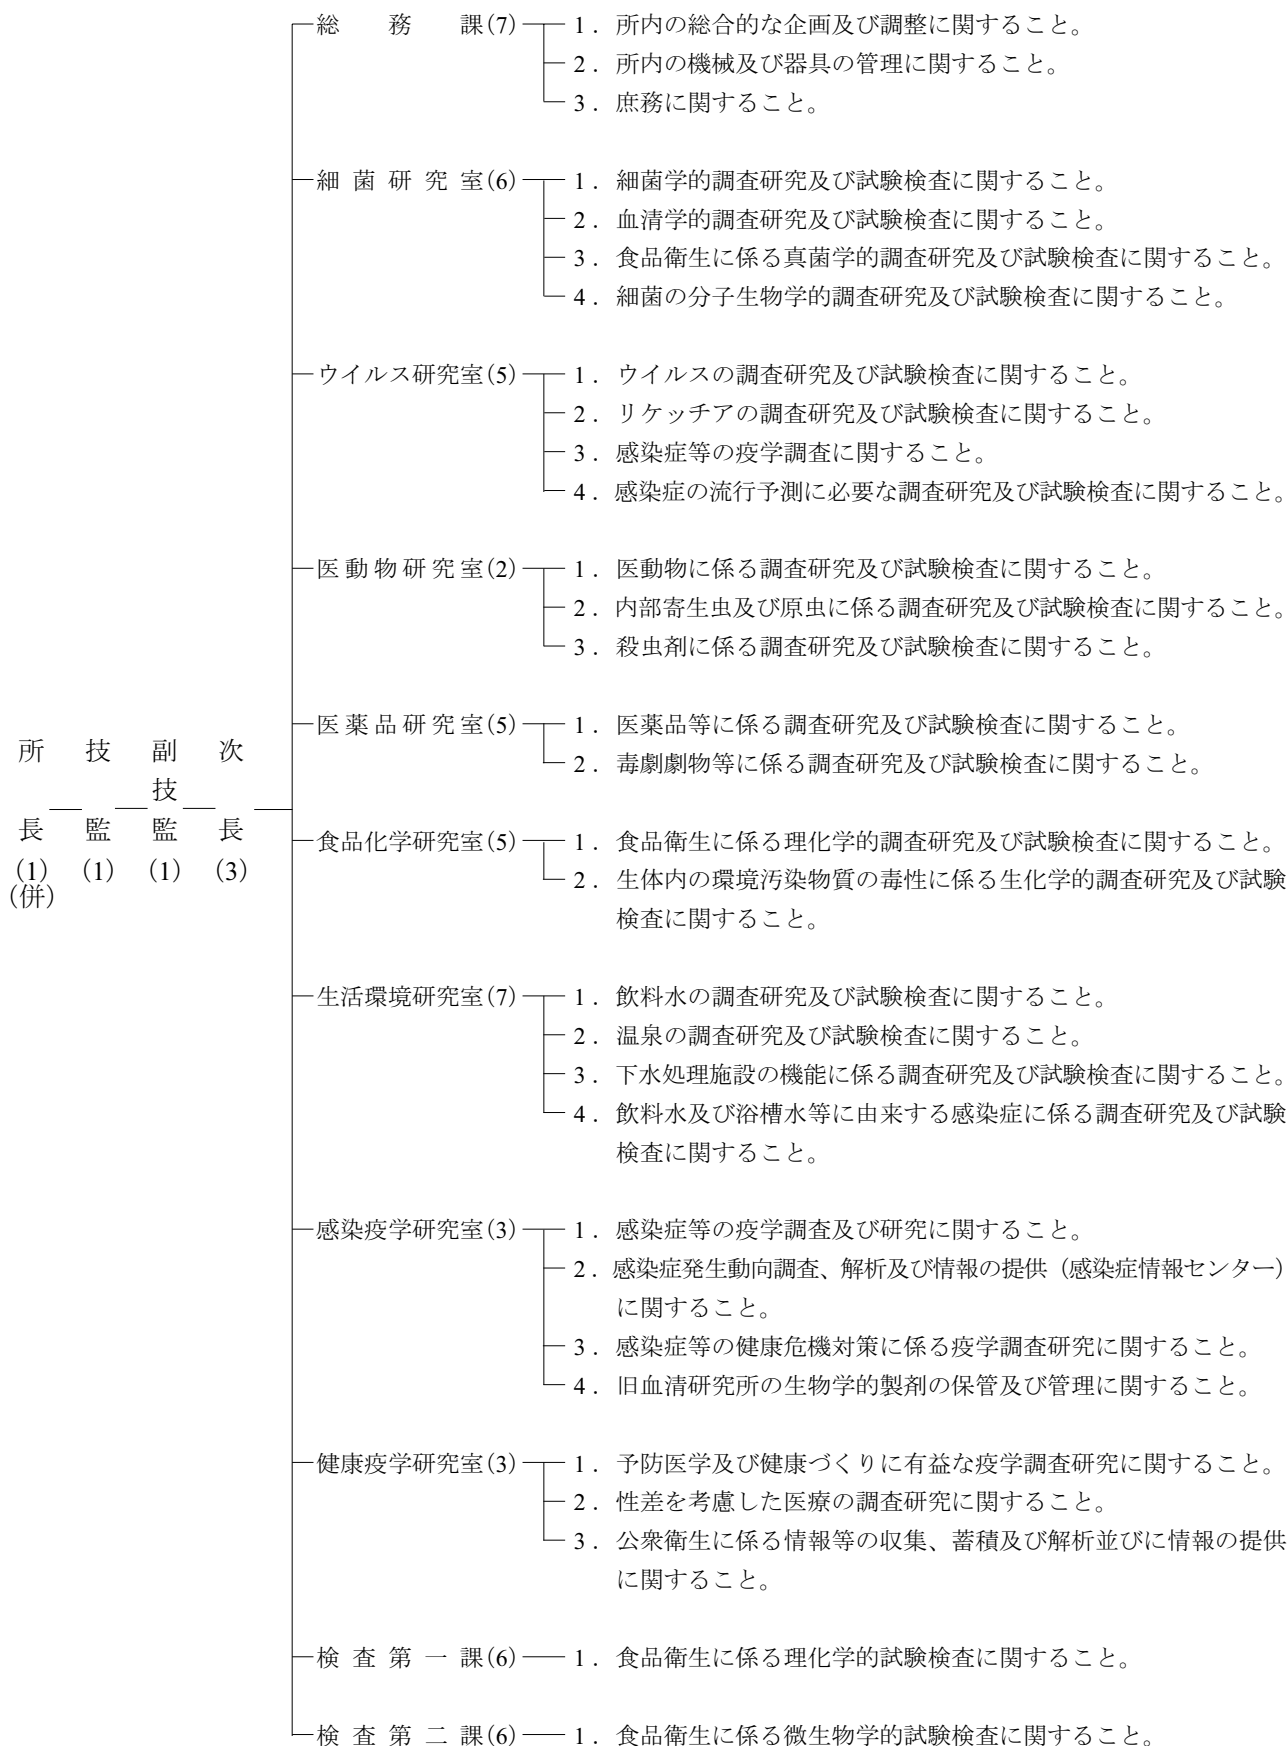 総務課(7) 1．所内の総合的な企画及び調整に関すること。
2．所内の機械及び器具の管理に関すること。
3．庶務に関すること。
細菌研究室(6) 1．細菌学的調査研究及び試験検査に関すること。
2．血清学的調査研究及び試験検査に関すること。
3．食品衛生に係る真菌学的調査研究及び試験検査に関すること。
4．細菌の分子生物学的調査研究及び試験検査に関すること。
ウイルス研究室(5) 1．ウイルスの調査研究及び試験検査に関すること。
2．リケッチアの調査研究及び試験検査に関すること。
3．感染症等の疫学調査に関すること。
4．感染症の流行予測に必要な調査研究及び試験検査に関すること。
医動物研究室(2) 1．医動物に係る調査研究及び試験検査に関すること。
2．内部寄生虫及び原虫に係る調査研究及び試験検査に関すること。
3．殺虫剤に係る調査研究及び試験検査に関すること。
所長(1)(併) 技監(1) 副技監(1) 次長(3)
医薬品研究室(5) 1．医薬品等に係る調査研究及び試験検査に関すること。
2．毒劇劇物等に係る調査研究及び試験検査に関すること。
食品化学研究室(5) 1．食品衛生に係る理化学的調査研究及び試験検査に関すること。
2．生体内の環境汚染物質の毒性に係る生化学的調査研究及び試験
検査に関すること。
生活環境研究室(7) 1．飲料水の調査研究及び試験検査に関すること。
2．温泉の調査研究及び試験検査に関すること。
3．下水処理施設の機能に係る調査研究及び試験検査に関すること。
4．飲料水及び浴槽水等に由来する感染症に係る調査研究及び試験
検査に関すること。
感染疫学研究室(3) 1．感染症等の疫学調査及び研究に関すること。
2．感染症発生動向調査、解析及び情報の提供（感染症情報センター）
に関すること。
3．感染症等の健康危機対策に係る疫学調査研究に関すること。
4．旧血清研究所の生物学的製剤の保管及び管理に関すること。
健康疫学研究室(3) 1．予防医学及び健康づくりに有益な疫学調査研究に関すること。
2．性差を考慮した医療の調査研究に関すること。
3．公衆衛生に係る情報等の収集、蓄積及び解析並びに情報の提供
に関すること。
検査第一課(6) 1．食品衛生に係る理化学的試験検査に関すること。
検査第二課(6) 1．食品衛生に係る微生物学的試験検査に関すること。